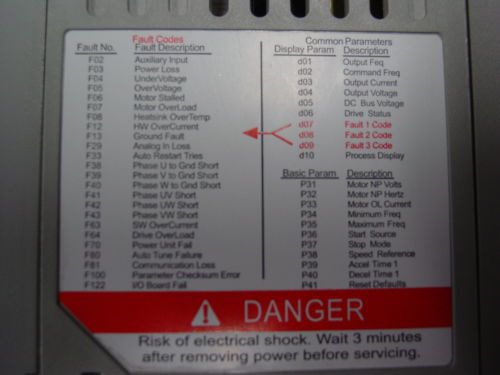 Fault Codes
Fault No. Fault Description
F02 Auxiliary Input
F03 Power Loss
F04 UnderVoltage
F05 OverVoltage
F06 Motor Stalled
F07 Motor OverLoad
F08 Heatsink OverTemp
F12 HW OverCurrent
F13 Ground Fault
F29 Analog In Loss
F33 Auto Restart Tries
F38 Phase U to Gnd Short
F39 Phase V to Gnd Short
F40 Phase W to Gnd Short
F41 Phase UV Short
F42 Phase UW Short
F43 Phase VW Short
F63 SW OverCurrent
F64 Drive OverLoad
F70 Power Unit Fail
F80 Auto Tune Failure
F81 Communication Loss
F100 Parameter Checksum Error
F122 I/O Board Fail
Common Parameters
Display Param Description
d01 Output Feq
d02 Command Freq
d03 Output Current
d04 Output Voltage
d05 DC Bus Voltage
d06 Drive Status
d07 Fault 1 Code
d08 Fault 2 Code
d09 Fault 3 Code
d10 Process Display
Basic Param Description
P31 Motor NP Volts
P32 Motor NP Hertz
P33 Motor OL Current
P34 Minimum Freq
P35 Maximum Freq
P36 Start Source
P37 Stop Mode
P38 Speed Reference
P39 Accel Time 1
P40 Decel Time 1
P41 Reset Defaults
DANGER
Risk of electrical shock. Wait 3 minutes
after removing power before servicing.